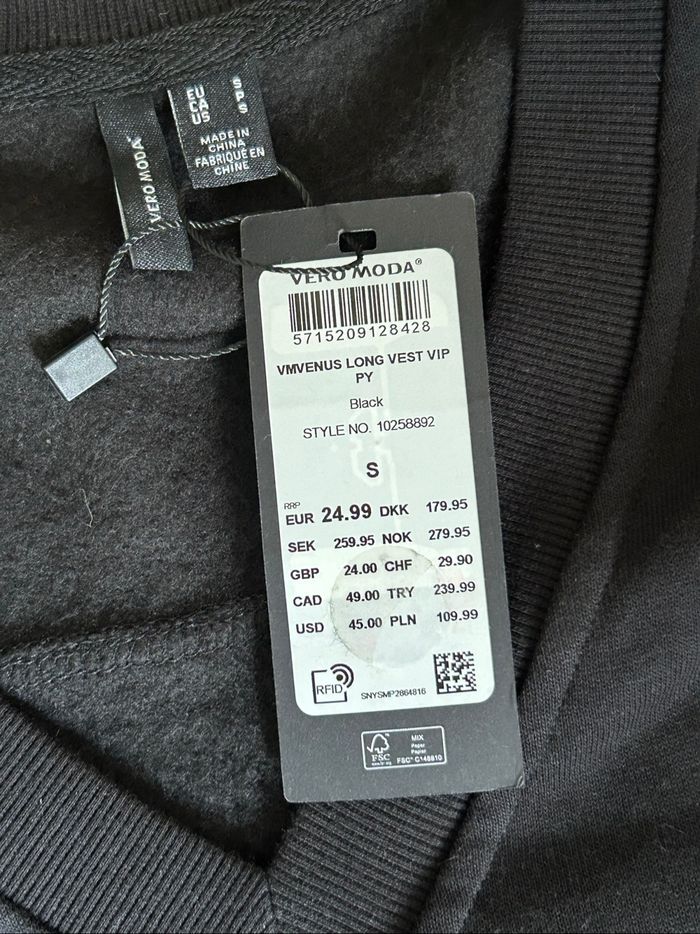 EU S
CA P
US S
MADE IN
CHINA
FABRIQUÉ EN
CHINE
VERO MODA
VERO MODA®
5715209128428
VMVENUS LONG VEST VIP
PY
Black
STYLE NO. 10258892
S
RRP
EUR 24.99 DKK 179.95
SEK 259.95 NOK 279.95
GBP 24.00 CHF 29.90
CAD 49.00 TRY 239.99
USD 45.00 PLN 109.99
RFID
SNYSMP2864816
FSC
MIX
Paper
Papier
FSC® C148810